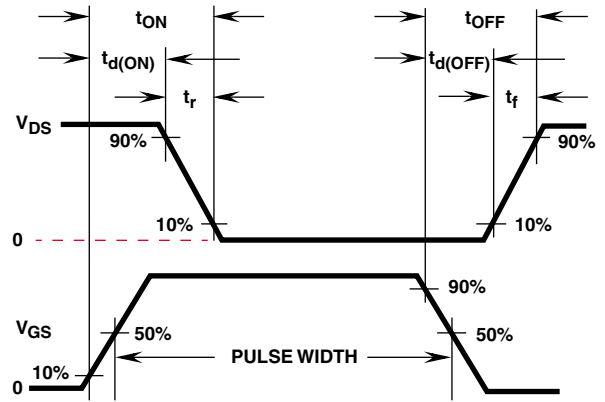 tON tOFF
td(ON) td(OFF)
tr tf
VDS
90% 90%
10% 10%
0
90%
VGS 50% 50%
PULSE WIDTH
10%
0